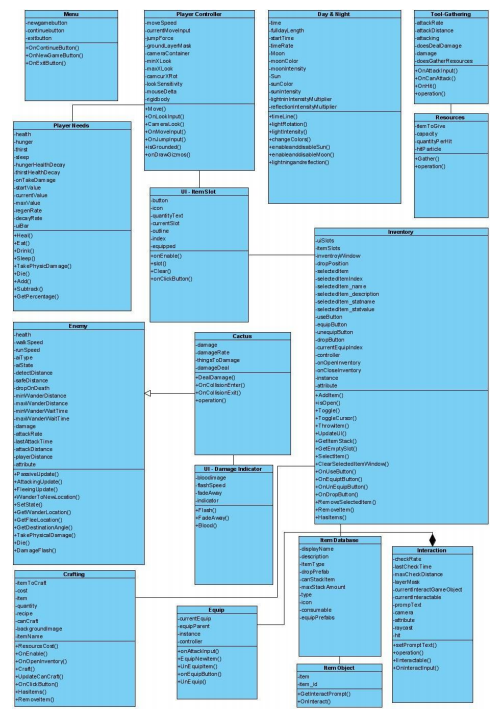 Menu
-newgamebutton
-continuebutton
-exitbutton
+OnContinueButton()
+OnNewGameButton()
+OnExitButton()
Player Controller
-moveSpeed
-currentMoveInput
-jumpForce
-groundLayerMask
-cameraContainer
-minXLook
-maxXLook
-camcurXRot
-lookSensitivity
-mouseDelta
-rigidbody
+Move()
+OnLookInput()
+CameraLook()
+OnMoveInput()
+OnJumpInput()
+isGrounded()
+onDrawGizmos()
Day & Night
-time
-fulldayLength
-startTime
-timeRate
-Moon
-moonColor
-moonIntensity
-Sun
-sunColor
-sunIntensity
-lightninIntensityMultiplier
-reflectionIntensityMultiplier
+timeLine()
+lightRotation()
+lightIntensity()
+changeColors()
+enableanddisableSun()
+enableanddisableMoon()
+lightningandreflection()
Tool-Gathering
-attackRate
-attackDistance
-attacking
-doesDealDamage
-damage
-doesGatherResources
+OnAttackInput()
+OnCanAttack()
+OnHit()
+operation()
Resources
-itemToGive
-capacity
-quantityPerHit
-hitParticle
+Gather()
+operation()
Player Needs
-health
-hunger
-thirst
-sleep
-hungerHealthDecay
-thirstHealthDecay
-onTakeDamage
-startValue
-currentValue
-maxValue
-regenRate
-decayRate
-uiBar
+Heal()
+Eat()
+Drink()
+Sleep()
+TakePhysicDamage()
+Die()
+Add()
+Subtract()
+GetPercentage()
UI - Item Slot
-button
-icon
-quantityText
-currentSlot
-outline
-index
-equipped
+onEnable()
+slot()
+Clear()
+onClickButton()
Inventory
-uiSlots
-itemSlots
-inventroyWindow
-dropPosition
-selectedItem
-selectedItemIndex
-selectedItem_name
-selectedItem_description
-selectedItem_statname
-selectedItem_statvalue
-useButton
-equipButton
-unequipButton
-dropButton
-currentEquipIndex
-controller
-onOpenInventory
-onCloseInventory
-instance
-attribute
+AddItem()
+isOpen()
+Toggle()
+ToggleCursor()
+ThrowItem()
+UpdateUI()
+GetItemStack()
+GetEmptySlot()
+SelectItem()
+ClearSelectedItemWindow()
+OnUseButton()
+OnEquiptButton()
+OnUnEquipButton()
+OnDropButton()
+RemoveSelectedItem()
+RemoveItem()
+HasItems()
Enemy
-health
-walkSpeed
-runSpeed
-aiType
-aiState
-detectDistance
-safeDistance
-dropOnDeath
-minWanderDistance
-maxWanderDistance
-minWanderWaitTime
-maxWanderWaitTime
-damage
-attackRate
-lastAttackTime
-attackDistance
-playerDistance
-attribute
+PassiveUpdate()
+AttackingUpdate()
+FleeingUpdate()
+WanderToNewLocation()
+SetState()
+GetWanderLocation()
+GetFleeLocation()
+GetDestinationAngle()
+TakePhysicalDamage()
+Die()
+DamageFlash()
Cactus
-damage
-damageRate
-thingsToDamage
-damageDeal
+DealDamage()
+OnCollisionEnter()
+OnCollisionExit()
+operation()
UI - Damage Indicator
-bloodImage
-flashSpeed
-fadeAway
-indicator
+Flash()
+FadeAway()
+Blood()
Item Database
-displayName
-description
-itemType
-dropPrefab
-canStackItem
-maxStackAmount
-type
-icon
-consumable
-equipPrefabs
Interaction
-checkRate
-lastCheckTime
-maxCheckDistance
-layerMask
-currentInteractGameObject
-currentInteractable
-prompText
-camera
-attribute
-raycast
-hit
+setPromptText()
+operation()
+Enteractable()
+OnInteractInput()
Crafting
-itemToCraft
-cost
-item
-quantity
-recipe
-canCraft
-backgroundImage
-itemName
+ResourceCost()
+OnEnable()
+OnOpenInventory()
+Craft()
+UpdateCanCraft()
+OnClickButton()
+HasItems()
+RemoveItem()
Equip
-currentEquip
-equipParent
-instance
-controller
+onAttackInput()
+EquipNewItem()
+UnEquipItem()
+onEquipButton()
+UnEquip()
Item Object
-item
-item_id
+GetInteractPrompt()
+OnInteract()